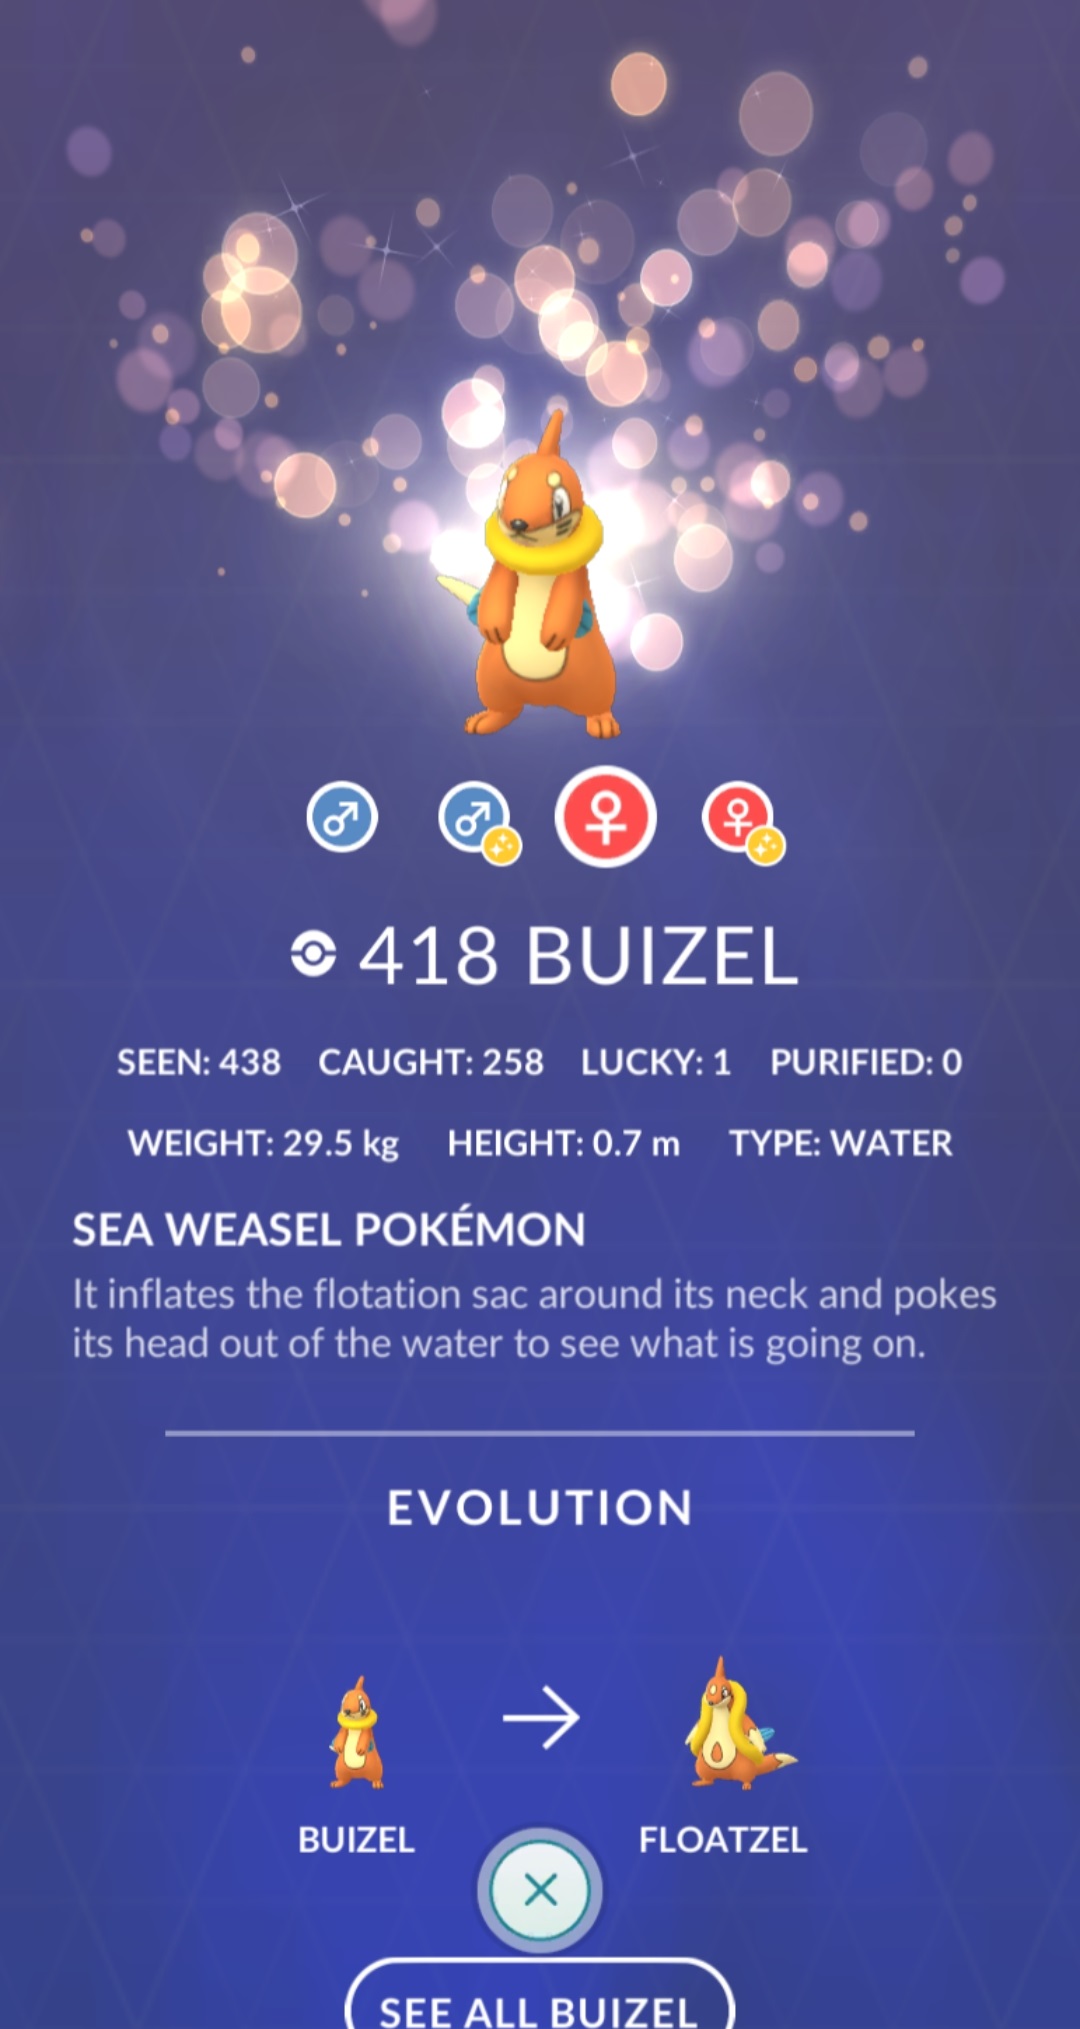 418 BUIZEL
SEEN: 438 CAUGHT: 258 LUCKY: 1 PURIFIED: 0
WEIGHT: 29.5 kg HEIGHT: 0.7 m TYPE: WATER
SEA WEASEL POKÉMON
It inflates the flotation sac around its neck and pokes
its head out of the water to see what is going on.
EVOLUTION
BUIZEL FLOATZEL
SEE ALL BUIZEL